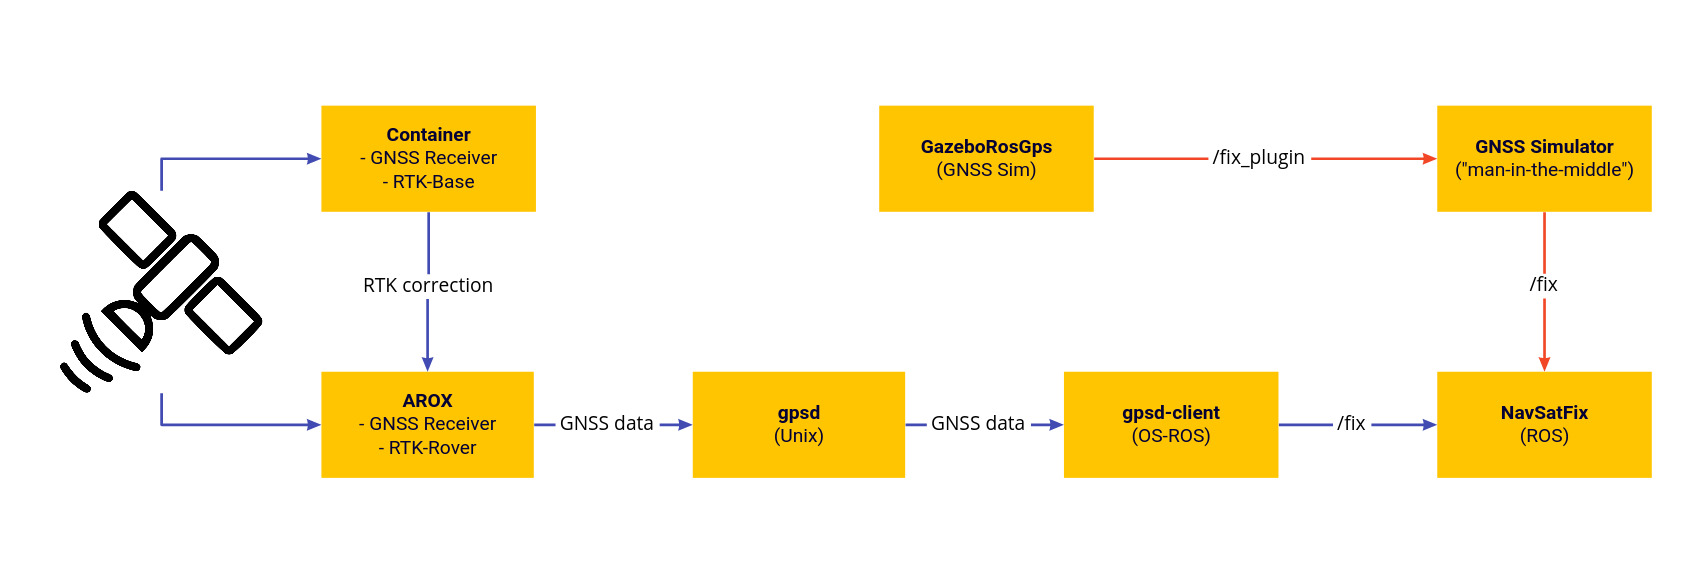 Container
- GNSS Receiver
- RTK-Base
GazeboRosGps
(GNSS Sim)
/fix_plugin
GNSS Simulator
("man-in-the-middle")
RTK correction
/fix
AROX
- GNSS Receiver
- RTK-Rover
GNSS data
gpsd
(Unix)
GNSS data
gpsd-client
(OS-ROS)
/fix
NavSatFix
(ROS)